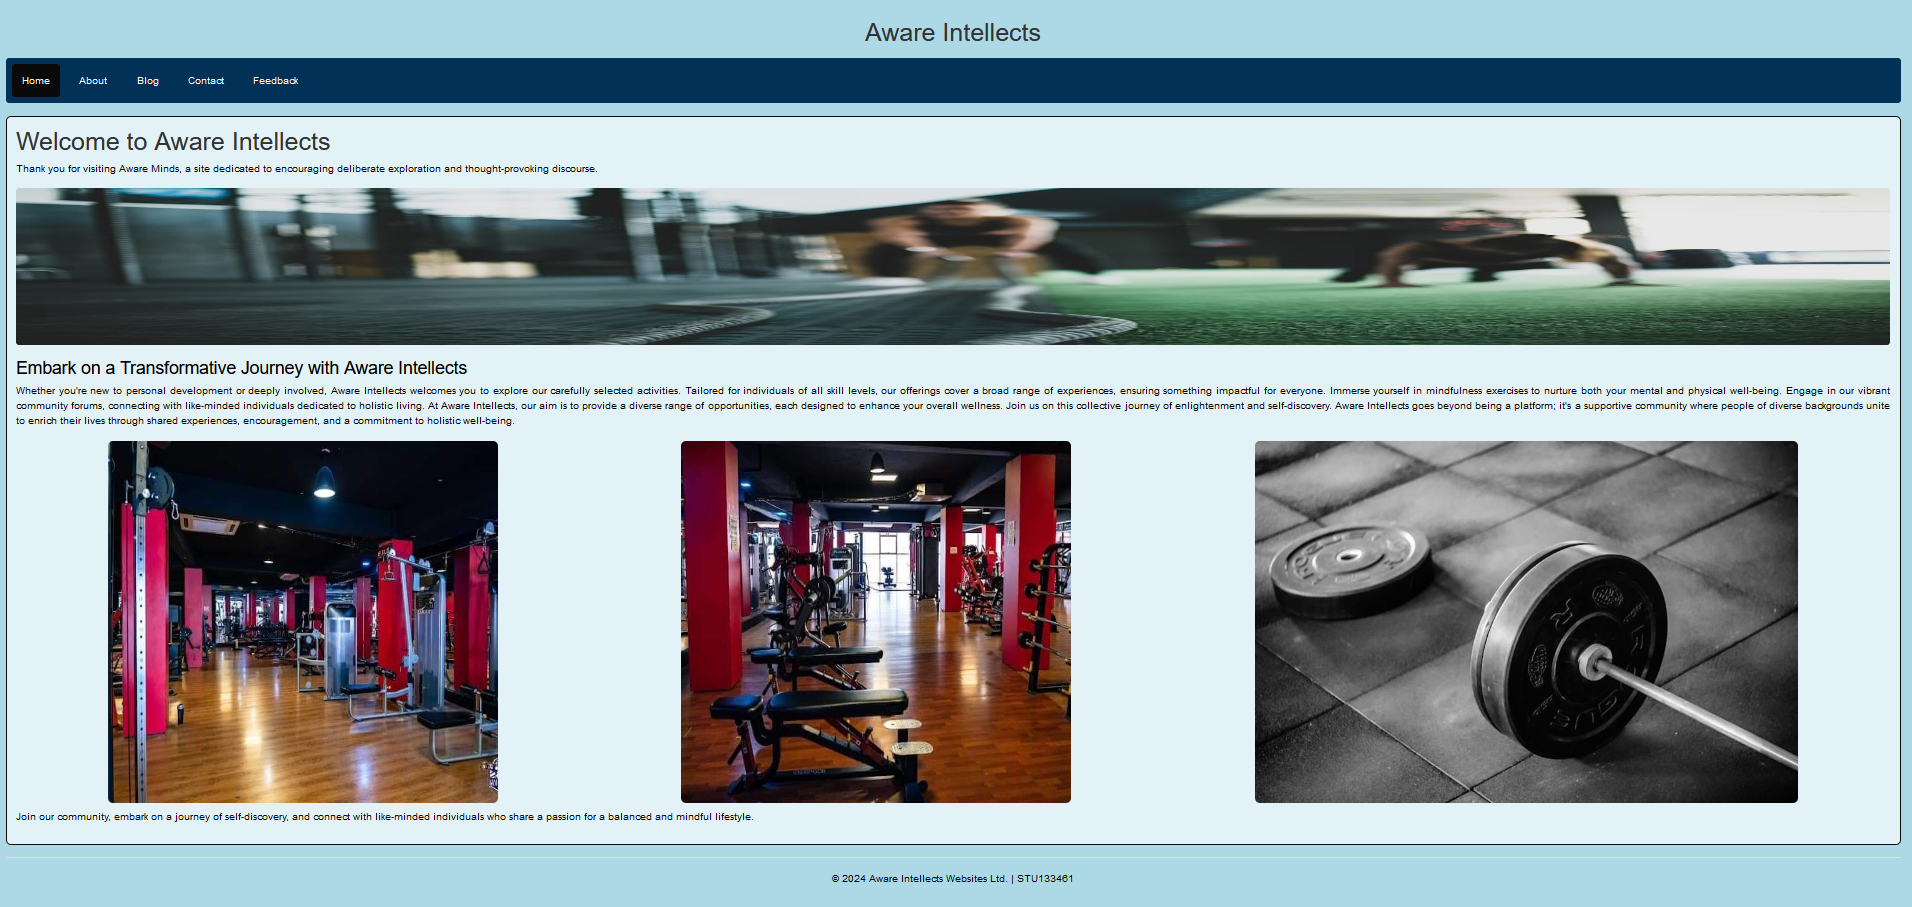 Aware Intellects
Home About Blog Contact Feedback
Welcome to Aware Intellects
Thank you for visiting Aware Minds, a site dedicated to encouraging deliberate exploration and thought-provoking discourse.
Embark on a Transformative Journey with Aware Intellects
Whether you're new to personal development or deeply involved, Aware Intellects welcomes you to explore our carefully selected activities. Tailored for individuals of all skill levels, our offerings cover a broad range of experiences, ensuring something impactful for everyone. Immerse yourself in mindfulness exercises to nurture both your mental and physical well-being. Engage in our vibrant
community forums, connecting with like-minded individuals dedicated to holistic living. At Aware Intellects, our aim is to provide a diverse range of opportunities, each designed to enhance your overall wellness. Join us on this collective journey of enlightenment and self-discovery. Aware Intellects goes beyond being a platform; it's a supportive community where people of diverse backgrounds unite
to enrich their lives through shared experiences, encouragement, and a commitment to holistic well-being.
Join our community, embark on a journey of self-discovery, and connect with like-minded individuals who share a passion for a balanced and mindful lifestyle.
© 2024 Aware Intellects Websites Ltd. | STU133461